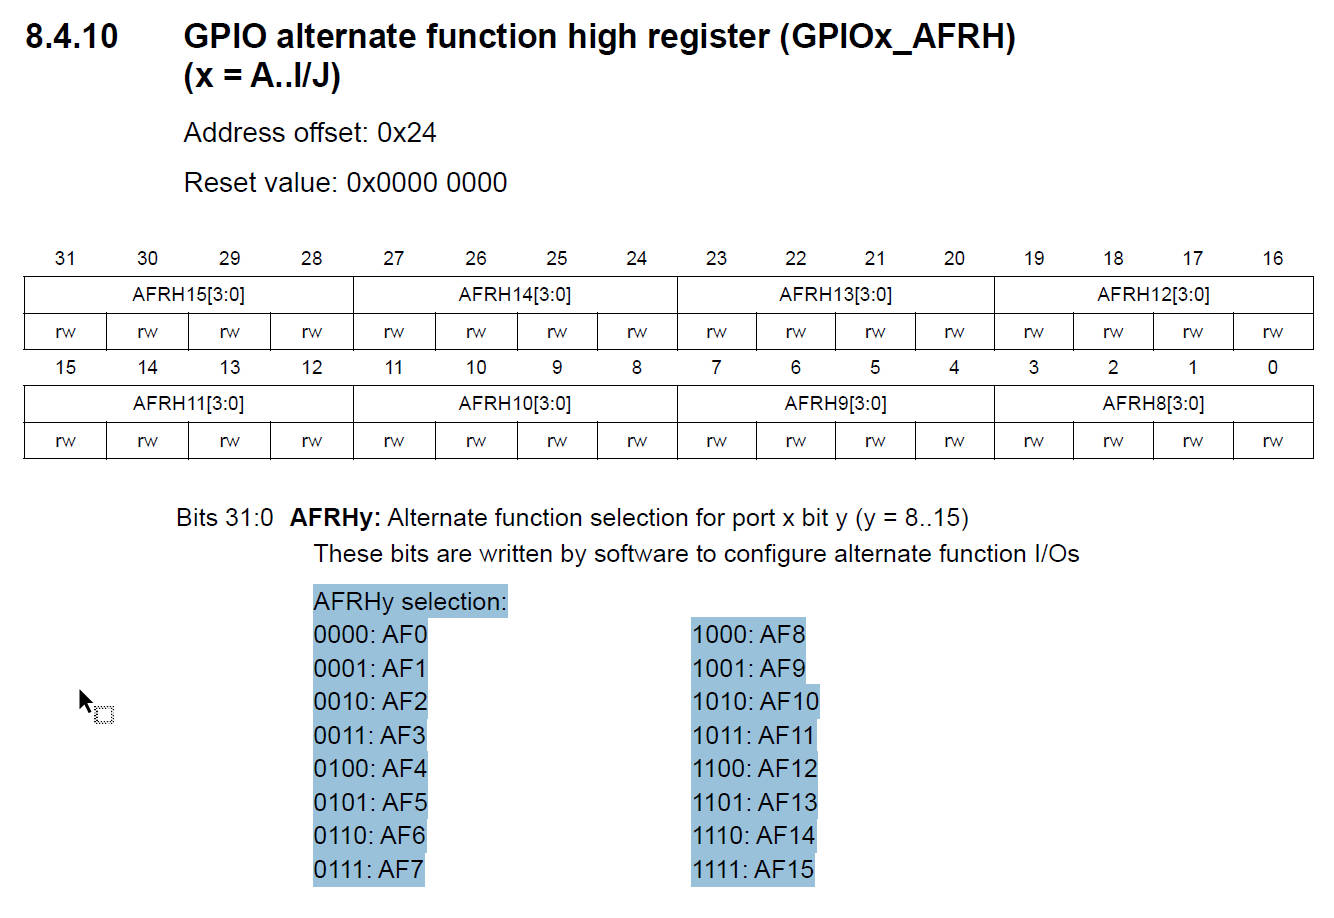 8.4.10 GPIO alternate function high register (GPIOx_AFRH)
(x = A..I/J)
Address offset: 0x24
Reset value: 0x0000 0000
31 30 29 28 27 26 25 24 23 22 21 20 19 18 17 16
AFRH15[3:0] AFRH14[3:0] AFRH13[3:0] AFRH12[3:0]
rw rw rw rw rw rw rw rw rw rw rw rw rw rw rw rw
15 14 13 12 11 10 9 8 7 6 5 4 3 2 1 0
AFRH11[3:0] AFRH10[3:0] AFRH9[3:0] AFRH8[3:0]
rw rw rw rw rw rw rw rw rw rw rw rw rw rw rw rw
Bits 31:0 AFRHy: Alternate function selection for port x bit y (y = 8..15)
These bits are written by software to configure alternate function I/Os
AFRHy selection:
0000: AF0 1000: AF8
0001: AF1 1001: AF9
0010: AF2 1010: AF10
0011: AF3 1011: AF11
0100: AF4 1100: AF12
0101: AF5 1101: AF13
0110: AF6 1110: AF14
0111: AF7 1111: AF15